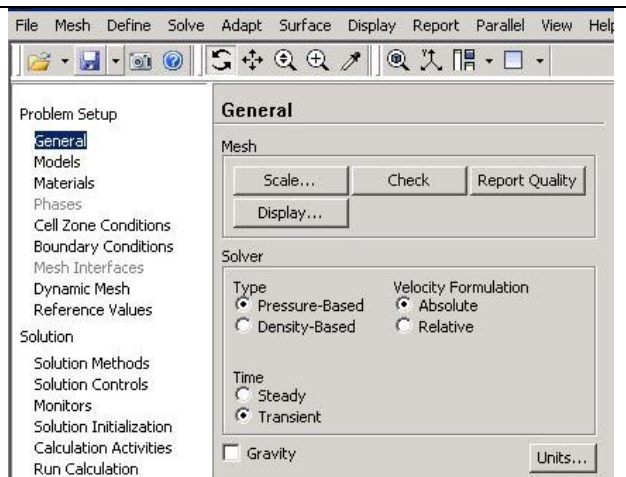 File Mesh Define Solve Adapt Surface Display Report Parallel View Help
Problem Setup
General
Models
Materials
Phases
Cell Zone Conditions
Boundary Conditions
Mesh Interfaces
Dynamic Mesh
Reference Values
Solution
Solution Methods
Solution Controls
Monitors
Solution Initialization
Calculation Activities
Run Calculation
General
Mesh
Scale... Check Report Quality
Display...
Solver
Type Velocity Formulation
Pressure-Based Absolute
Density-Based Relative
Time
Steady
Transient
Gravity Units...